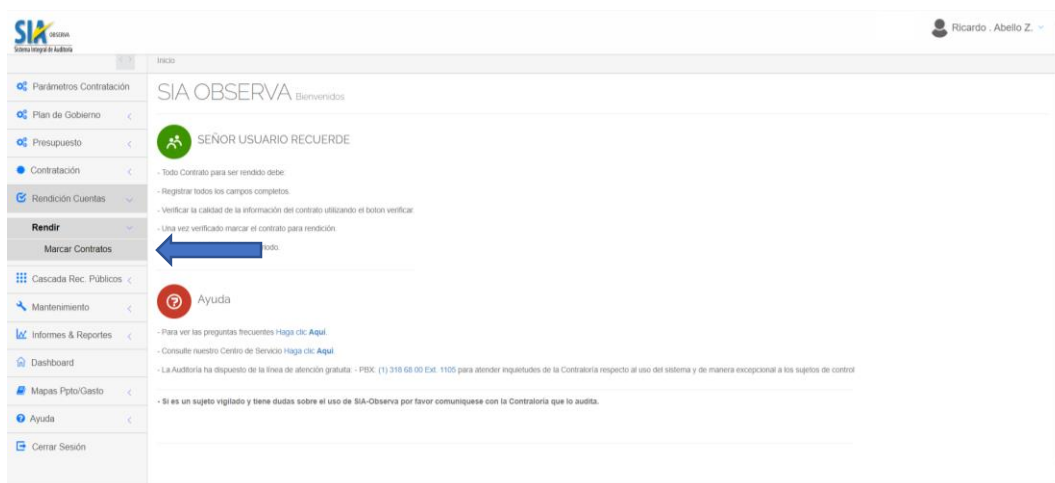 SIA OBSERVA
Sistema Integral de Auditoría
Ricardo . Abello Z.
Inicio
Parámetros Contratación
Plan de Gobierno
Presupuesto
Contratación
Rendición Cuentas
Rendir
Marcar Contratos
Cascada Rec. Públicos
Mantenimiento
Informes & Reportes
Dashboard
Mapas Ppto/Gasto
Ayuda
Cerrar Sesión
SIA OBSERVA Bienvenidos
SEÑOR USUARIO RECUERDE
- Todo Contrato para ser rendido debe:
- Registrar todos los campos completos.
- Verificar la calidad de la información del contrato utilizando el boton verificar.
- Una vez verificado marcar el contrato para rendición.
Ayuda
- Para ver las preguntas frecuentes Haga clic Aquí.
- Consulte nuestro Centro de Servicio Haga clic Aquí.
- La Auditoría ha dispuesto de la línea de atención gratuita: - PBX: (1) 318 68 00 Ext. 1105 para atender inquietudes de la Contraloría respecto al uso del sistema y de manera excepcional a los sujetos de control
- Si es un sujeto vigilado y tiene dudas sobre el uso de SIA-Observa por favor comuniquese con la Contraloría que lo audita.